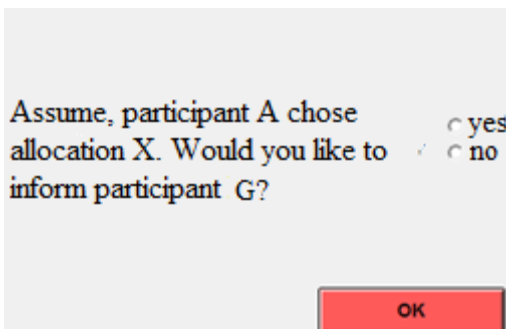 Assume, participant A chose
allocation X. Would you like to
inform participant G?
yes
no
OK